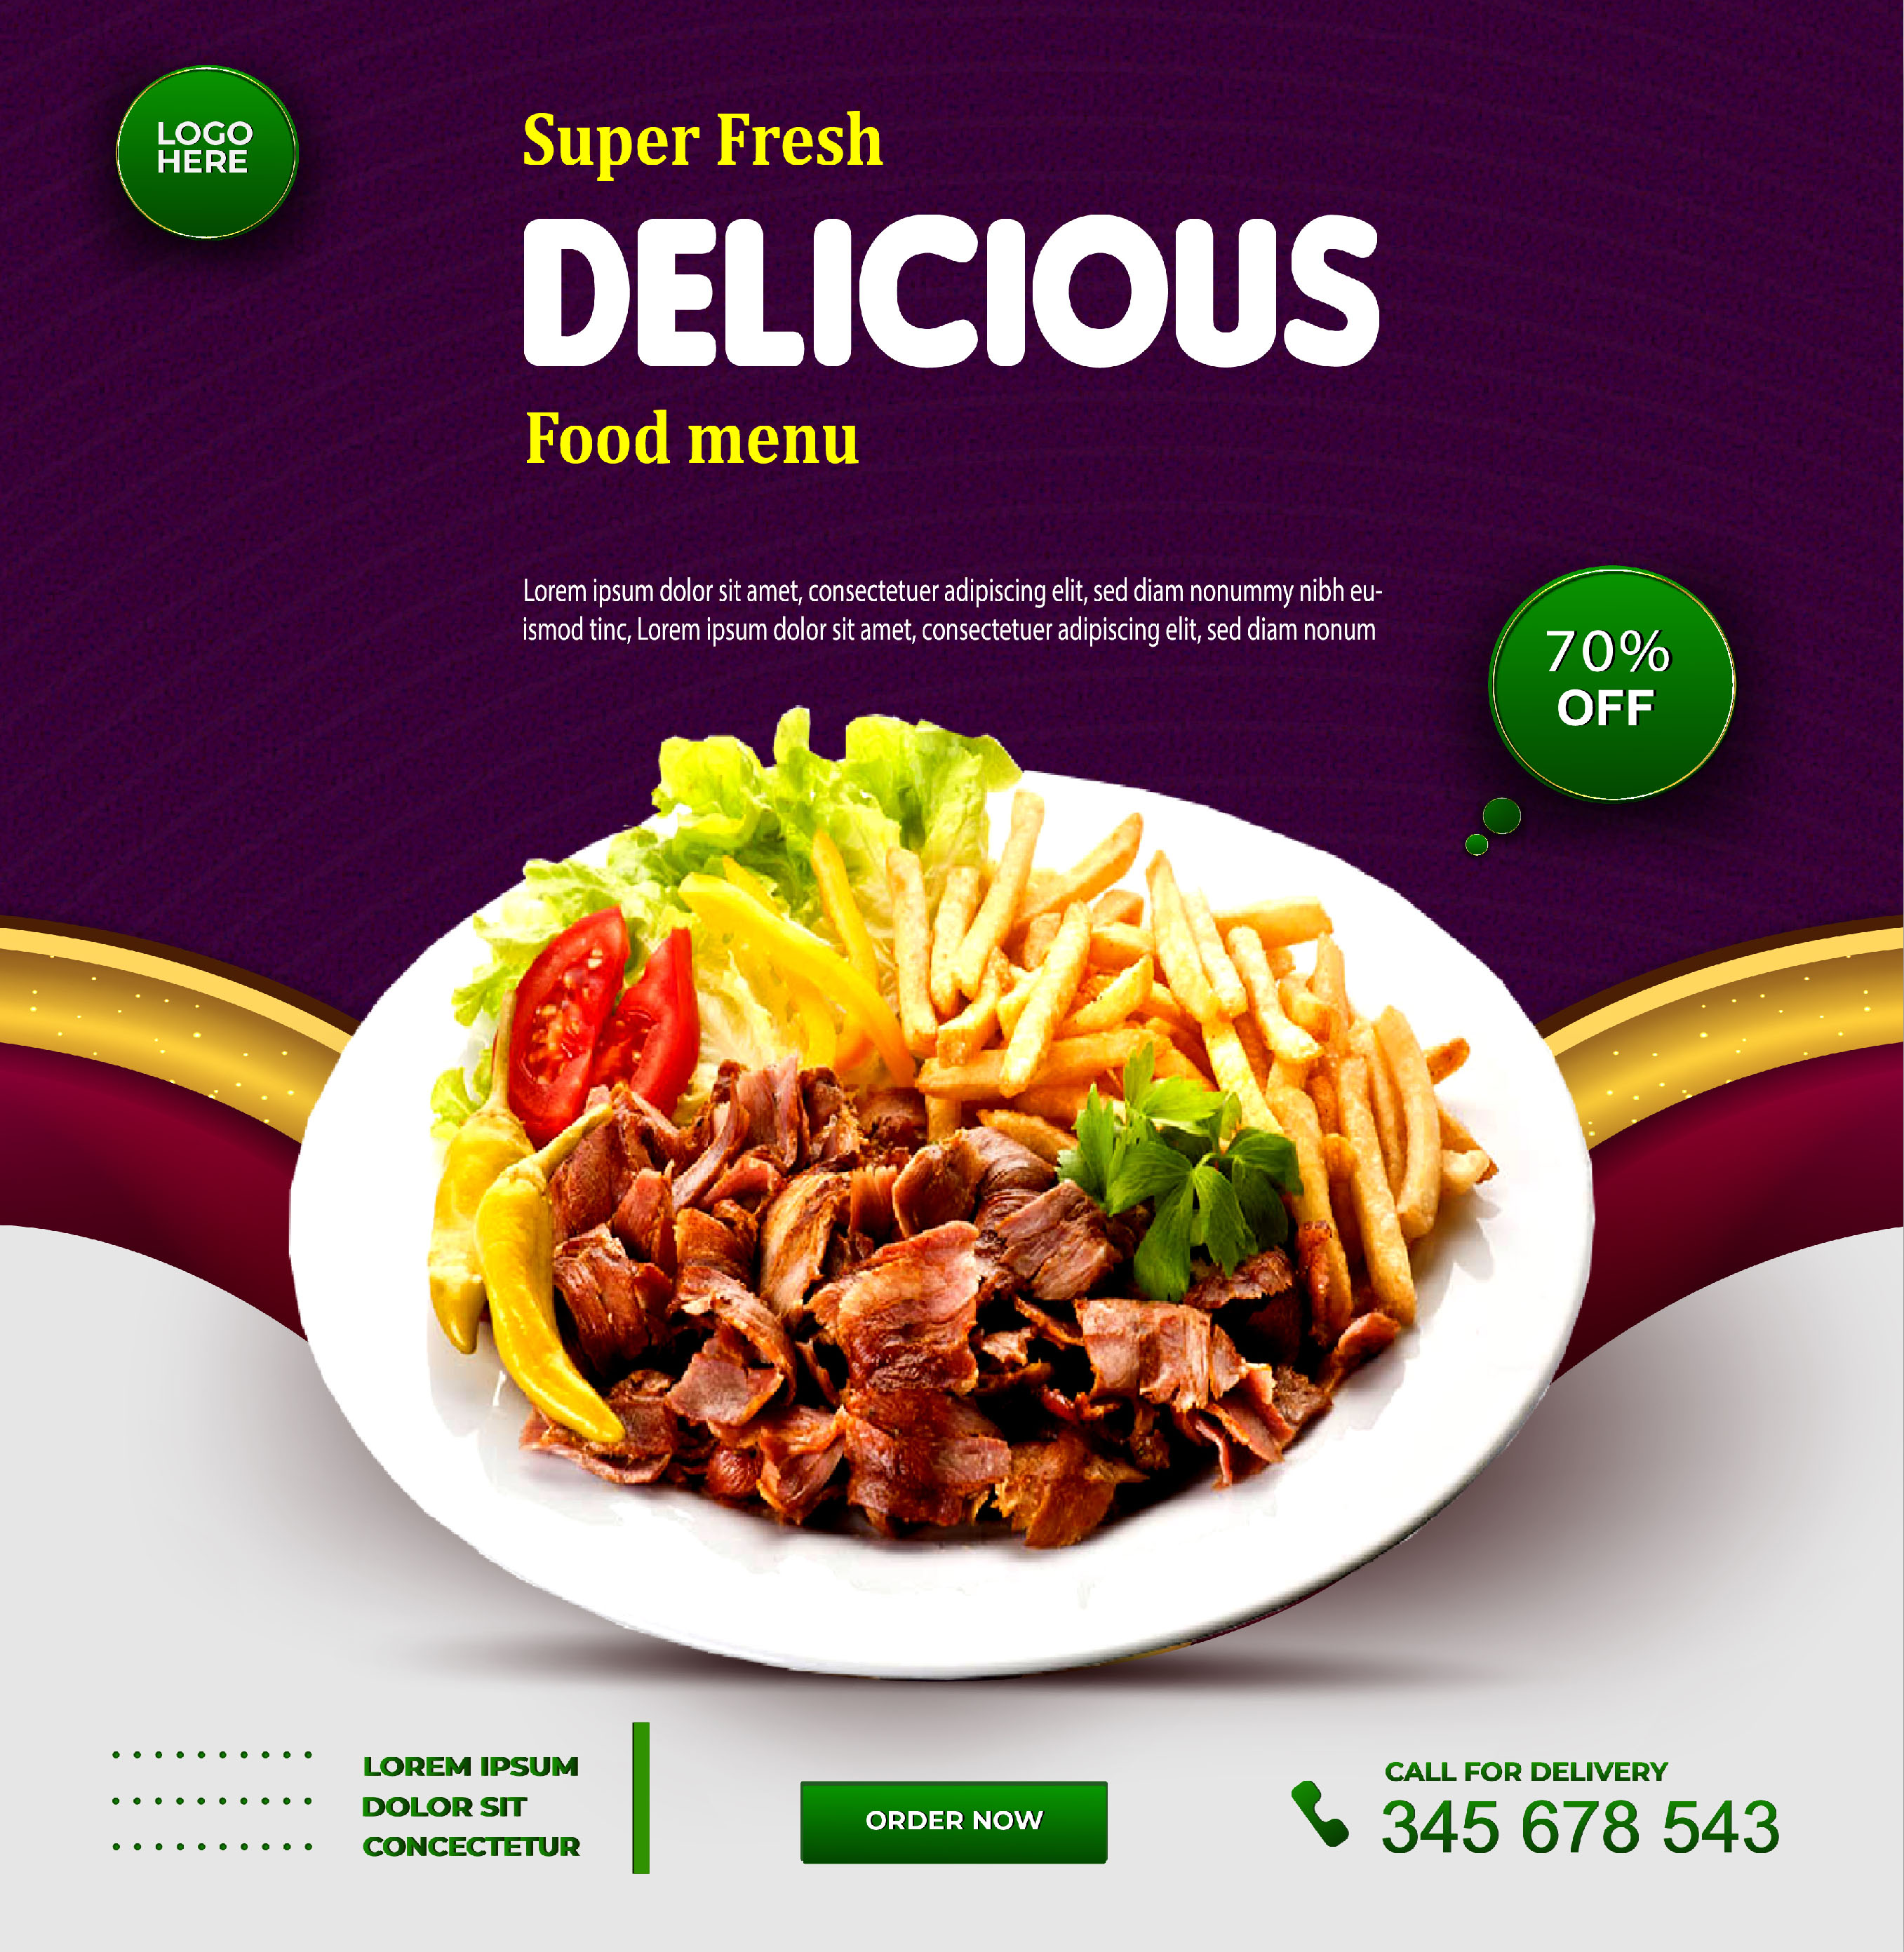 LOGO
HERE
Super Fresh
DELICIOUS
Food menu
Lorem ipsum dolor sit amet, consectetuer adipiscing elit, sed diam nonummy nibh eu-
ismod tinc, Lorem ipsum dolor sit amet, consectetuer adipiscing elit, sed diam nonum
70%
OFF
LOREM IPSUM
DOLOR SIT
CONCECTETUR
ORDER NOW
CALL FOR DELIVERY
345 678 543